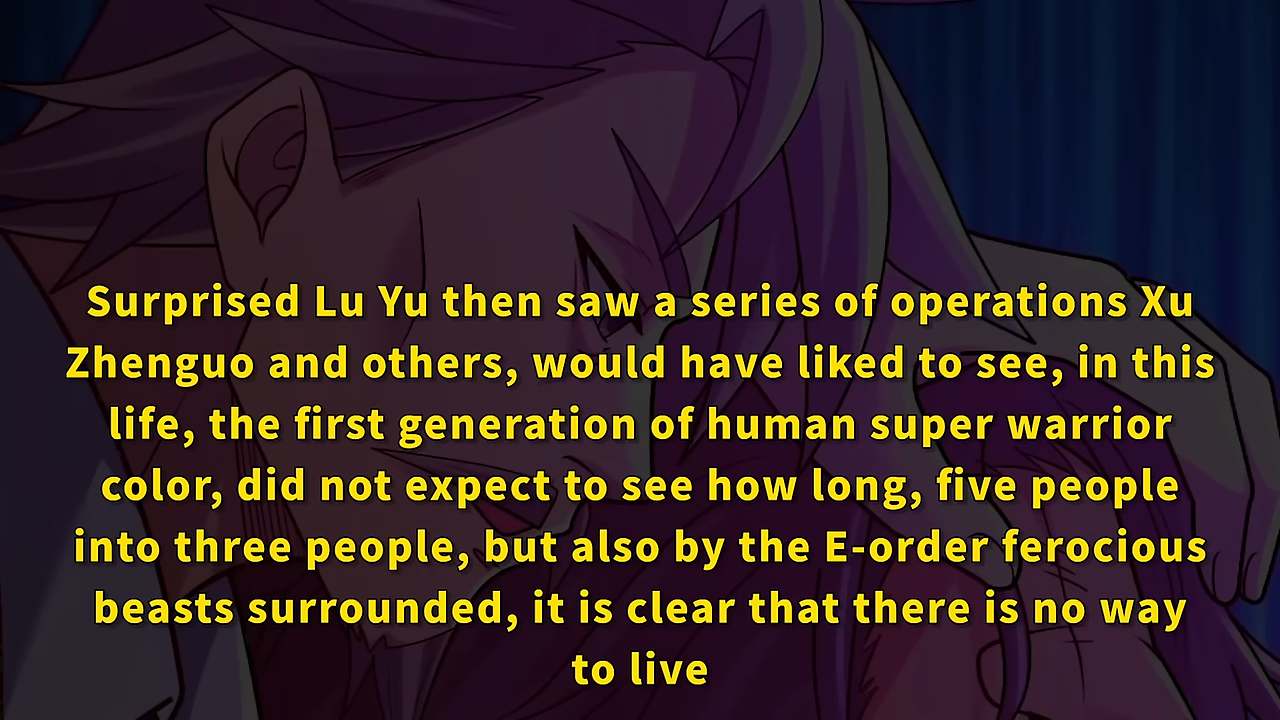 Surprised Lu Yu then saw a series of operations Xu
Zhenguo and others, would have liked to see, in this
life, the first generation of human super warrior
color, did not expect to see how long, five people
into three people, but also by the E-order ferocious
beasts surrounded, it is clear that there is no way
to live